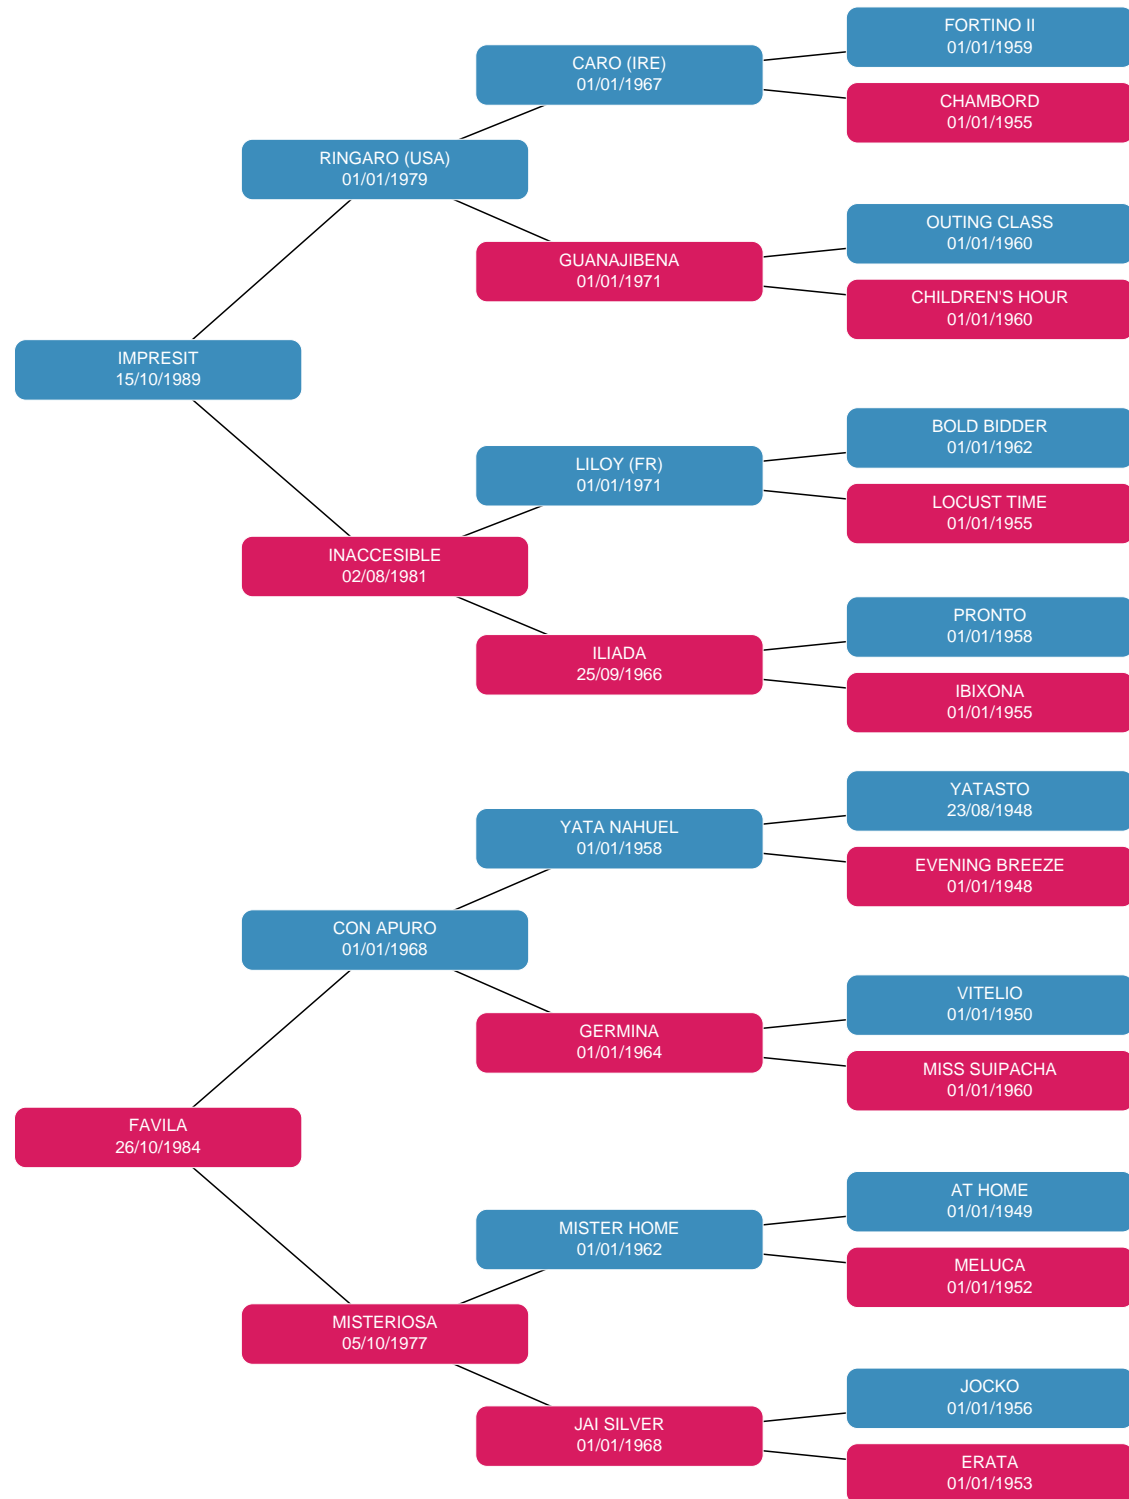 FORTINO II
01/01/1959
CARO (IRE)
01/01/1967
CHAMBORD
01/01/1955
RINGARO (USA)
01/01/1979
OUTING CLASS
01/01/1960
GUANAJIBENA
01/01/1971
CHILDREN'S HOUR
01/01/1960
IMPRESIT
15/10/1989
BOLD BIDDER
01/01/1962
LILOY (FR)
01/01/1971
LOCUST TIME
01/01/1955
INACCESIBLE
02/08/1981
PRONTO
01/01/1958
ILIADA
25/09/1966
IBIXONA
01/01/1955
YATASTO
23/08/1948
YATA NAHUEL
01/01/1958
EVENING BREEZE
01/01/1948
CON APURO
01/01/1968
VITELIO
01/01/1950
GERMINA
01/01/1964
MISS SUIPACHA
01/01/1960
FAVILA
26/10/1984
AT HOME
01/01/1949
MISTER HOME
01/01/1962
MELUCA
01/01/1952
MISTERIOSA
05/10/1977
JOCKO
01/01/1956
JAI SILVER
01/01/1968
ERATA
01/01/1953